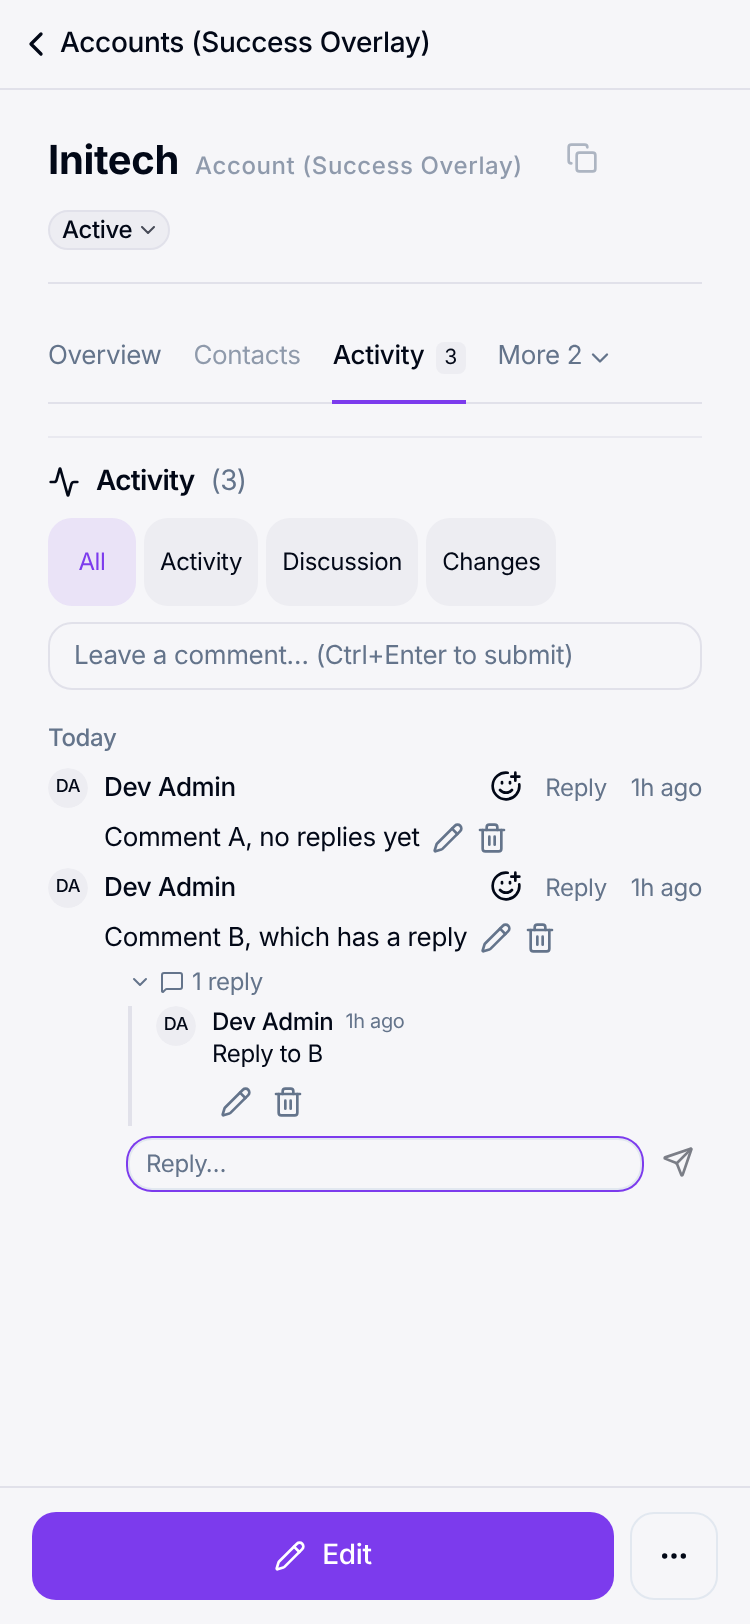 Accounts (Success Overlay)
Initech Account (Success Overlay)
Active
Overview Contacts Activity 3 More 2
Activity (3)
All Activity Discussion Changes
Leave a comment... (Ctrl+Enter to submit)
Today
DA Dev Admin Reply 1h ago
Comment A, no replies yet
DA Dev Admin Reply 1h ago
Comment B, which has a reply
1 reply
DA Dev Admin 1h ago
Reply to B
Reply...
Edit